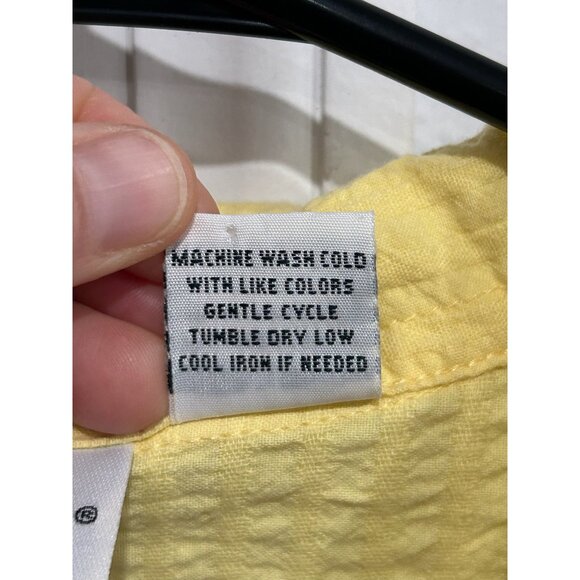 MACHINE WASH COLD
WITH LIKE COLORS
GENTLE CYCLE
TUMBLE DRY LOW
COOL IRON IF NEEDED
®